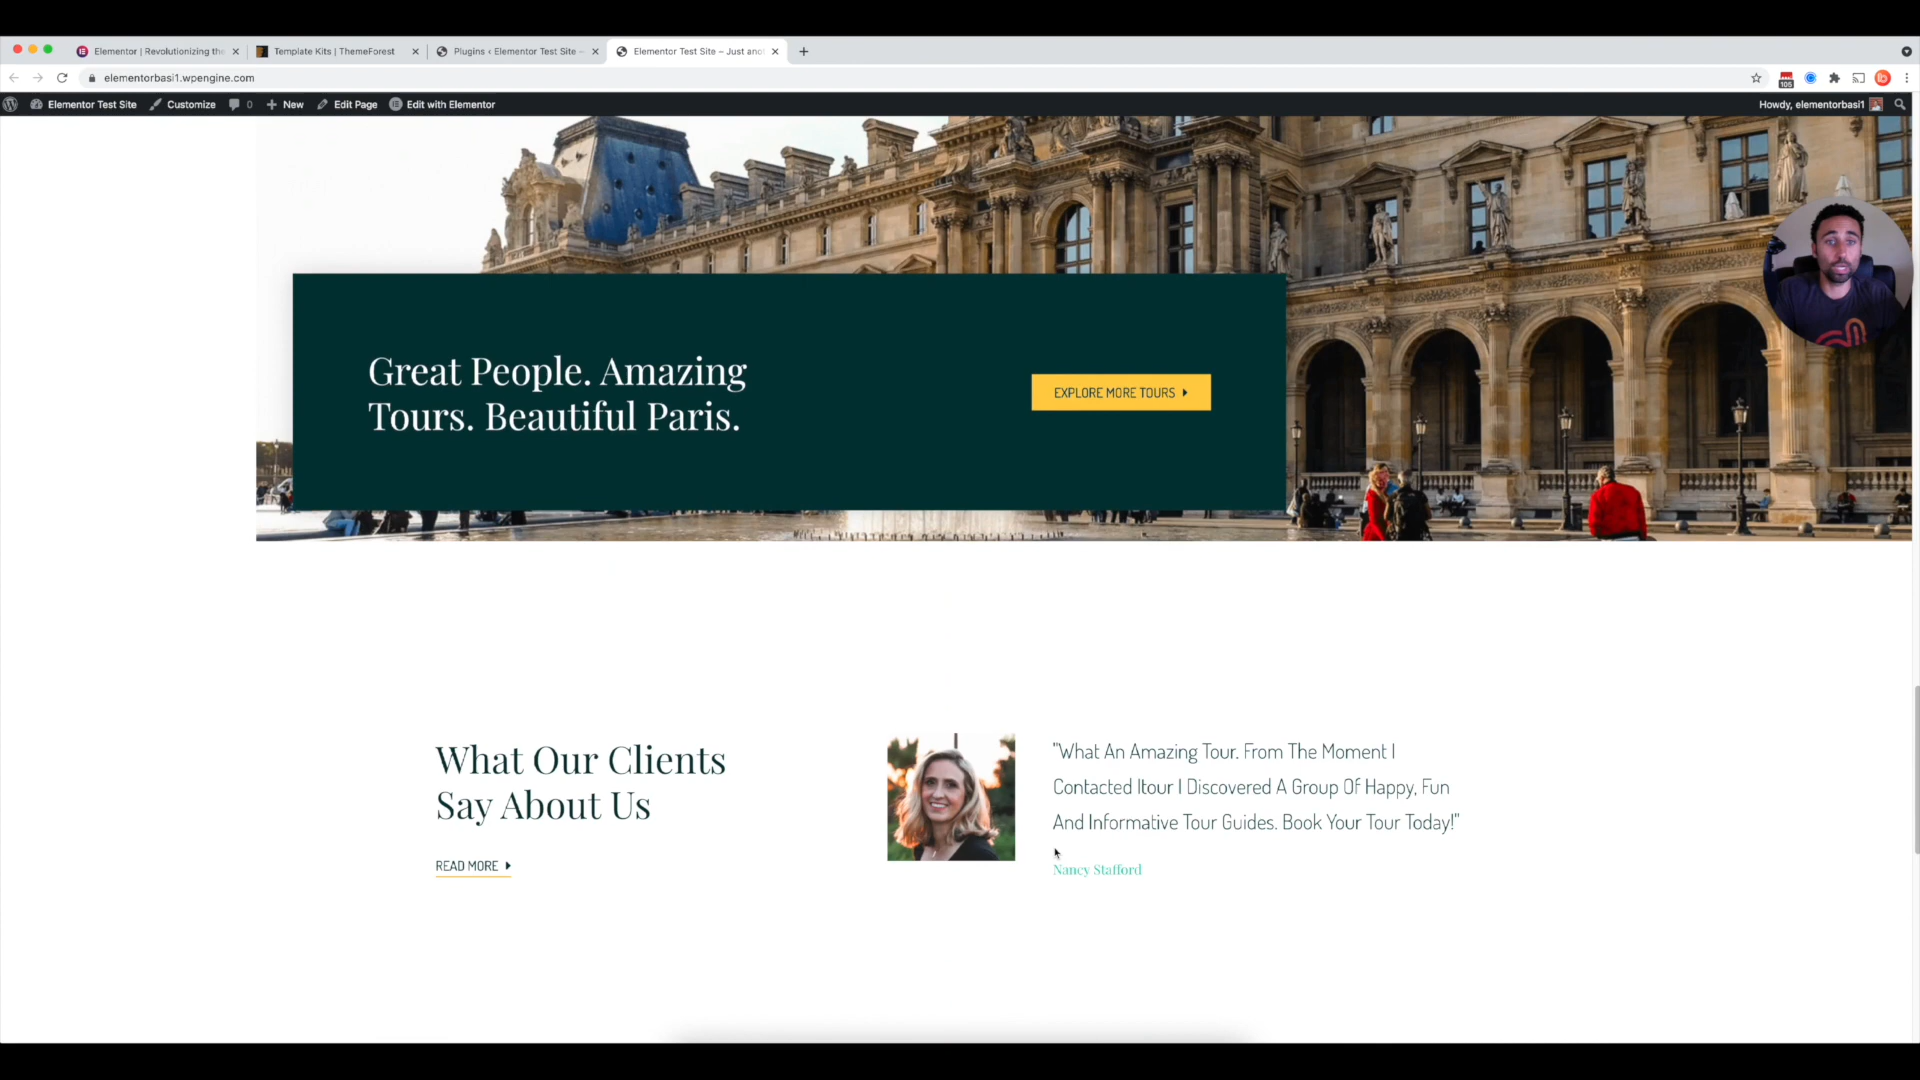 Elementor | Revolutionizing the
Template Kits | ThemeForest
Plugins ‹ Elementor Test Site –
Elementor Test Site – Just ano
elementorbasi1.wpengine.com
105
Elementor Test Site
Customize
0
New
Edit Page
Edit with Elementor
Howdy, elementorbasi1
Great People. Amazing
Tours. Beautiful Paris.
EXPLORE MORE TOURS
What Our Clients
Say About Us
READ MORE
"What An Amazing Tour. From The Moment I
Contacted Itour I Discovered A Group Of Happy, Fun
And Informative Tour Guides. Book Your Tour Today!"
Nancy Stafford